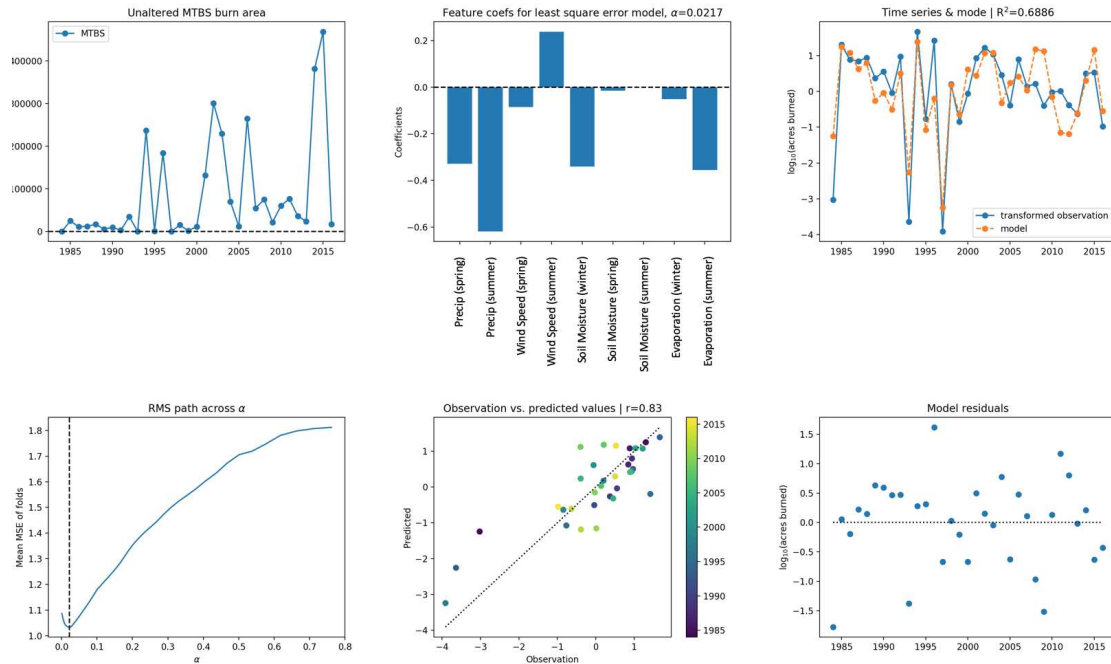 Unaltered MTBS burn area
MTBS
400000
300000
200000
100000
0
1985 1990 1995 2000 2005 2010 2015
Feature coefs for least square error model, α=0.0217
Coefficients
0.2
0.0
−0.2
−0.4
−0.6
Precip (spring)
Precip (summer)
Wind Speed (spring)
Wind Speed (summer)
Soil Moisture (winter)
Soil Moisture (spring)
Soil Moisture (summer)
Evaporation (winter)
Evaporation (summer)
Time series & mode | R²=0.6886
log₁₀(acres burned)
1
0
−1
−2
−3
−4
transformed observation
model
1985 1990 1995 2000 2005 2010 2015
RMS path across α
Mean MSE of folds
1.8
1.7
1.6
1.5
1.4
1.3
1.2
1.1
1.0
0.0 0.1 0.2 0.3 0.4 0.5 0.6 0.7 0.8
α
Observation vs. predicted values | r=0.83
Predicted
1
0
−1
−2
−3
−4
−4 −3 −2 −1 0 1
Observation
2015
2010
2005
2000
1995
1990
1985
Model residuals
log₁₀(acres burned)
1.5
1.0
0.5
0.0
−0.5
−1.0
−1.5
1985 1990 1995 2000 2005 2010 2015